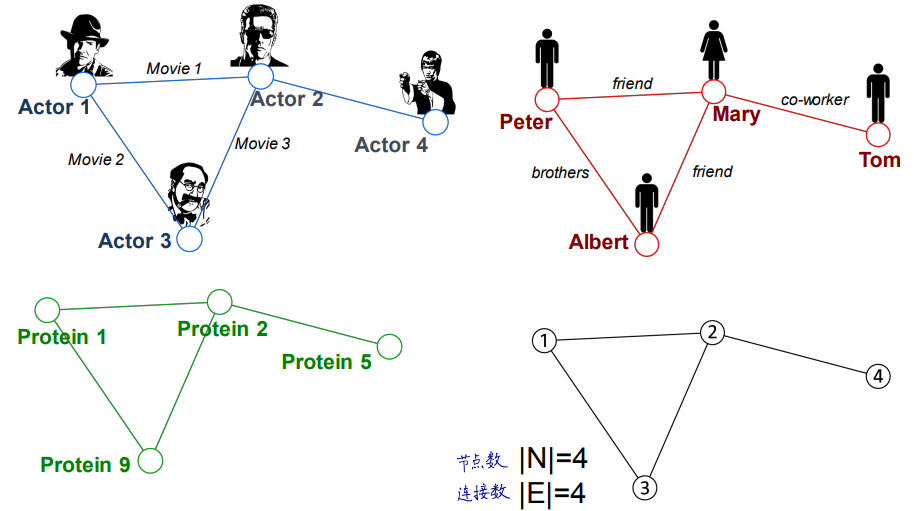 Movie 1
Actor 1
Actor 2
Movie 2
Movie 3
Actor 4
Actor 3
friend
Peter
Mary
co-worker
Tom
brothers
friend
Albert
Protein 1
Protein 2
Protein 5
Protein 9
1
2
4
3
节点数 |N|=4
连接数 |E|=4